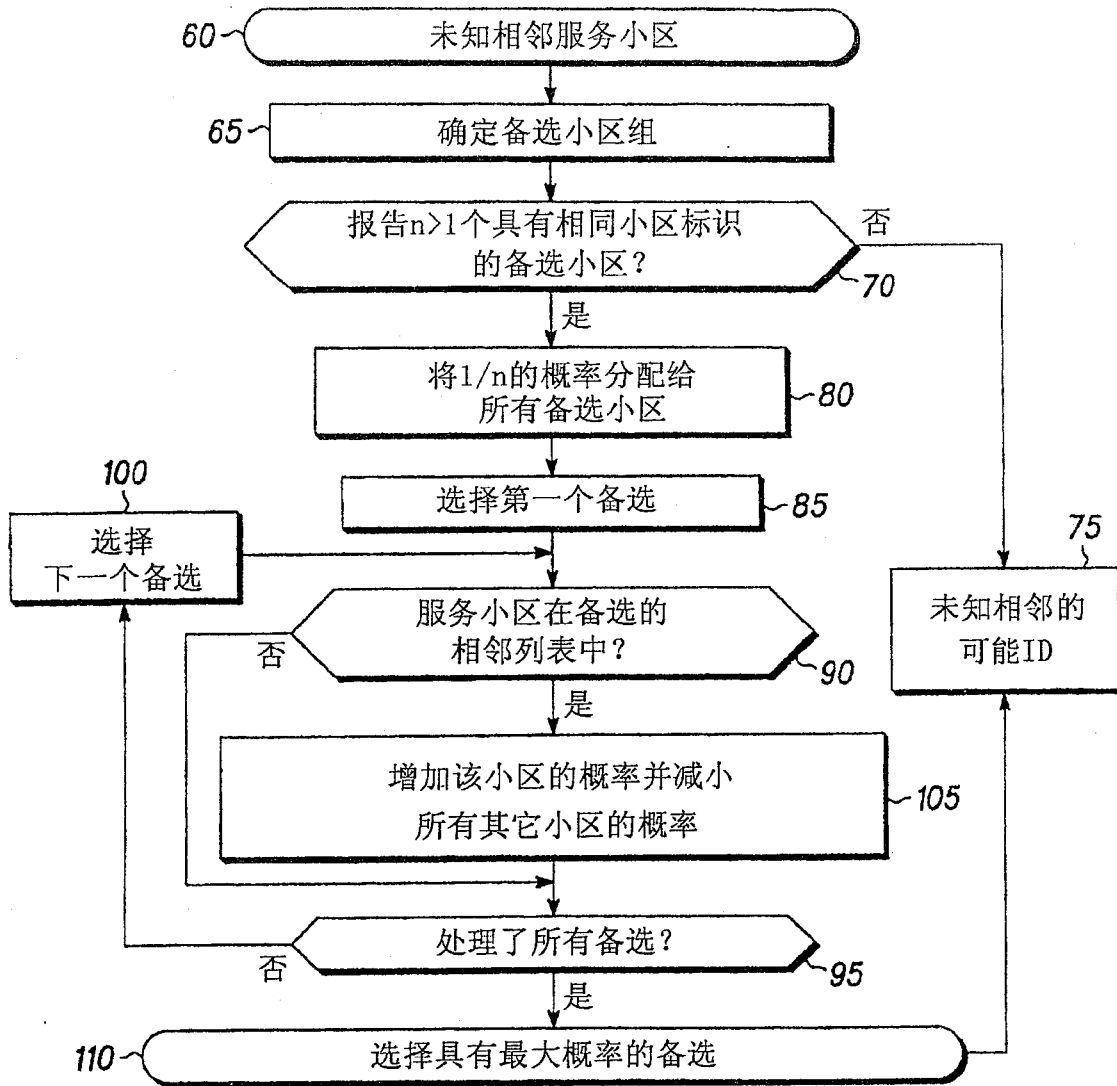 60
未知相邻服务小区
65
确定备选小区组
报告n>1个具有相同小区标识
的备选小区?
70
否
是
将1/n的概率分配给
所有备选小区
80
100
选择第一个备选
85
选择
下一个备选
75
未知相邻的
可能ID
服务小区在备选的
相邻列表中?
90
否
是
增加该小区的概率并减小
所有其它小区的概率
105
处理了所有备选?
95
否
是
110
选择具有最大概率的备选